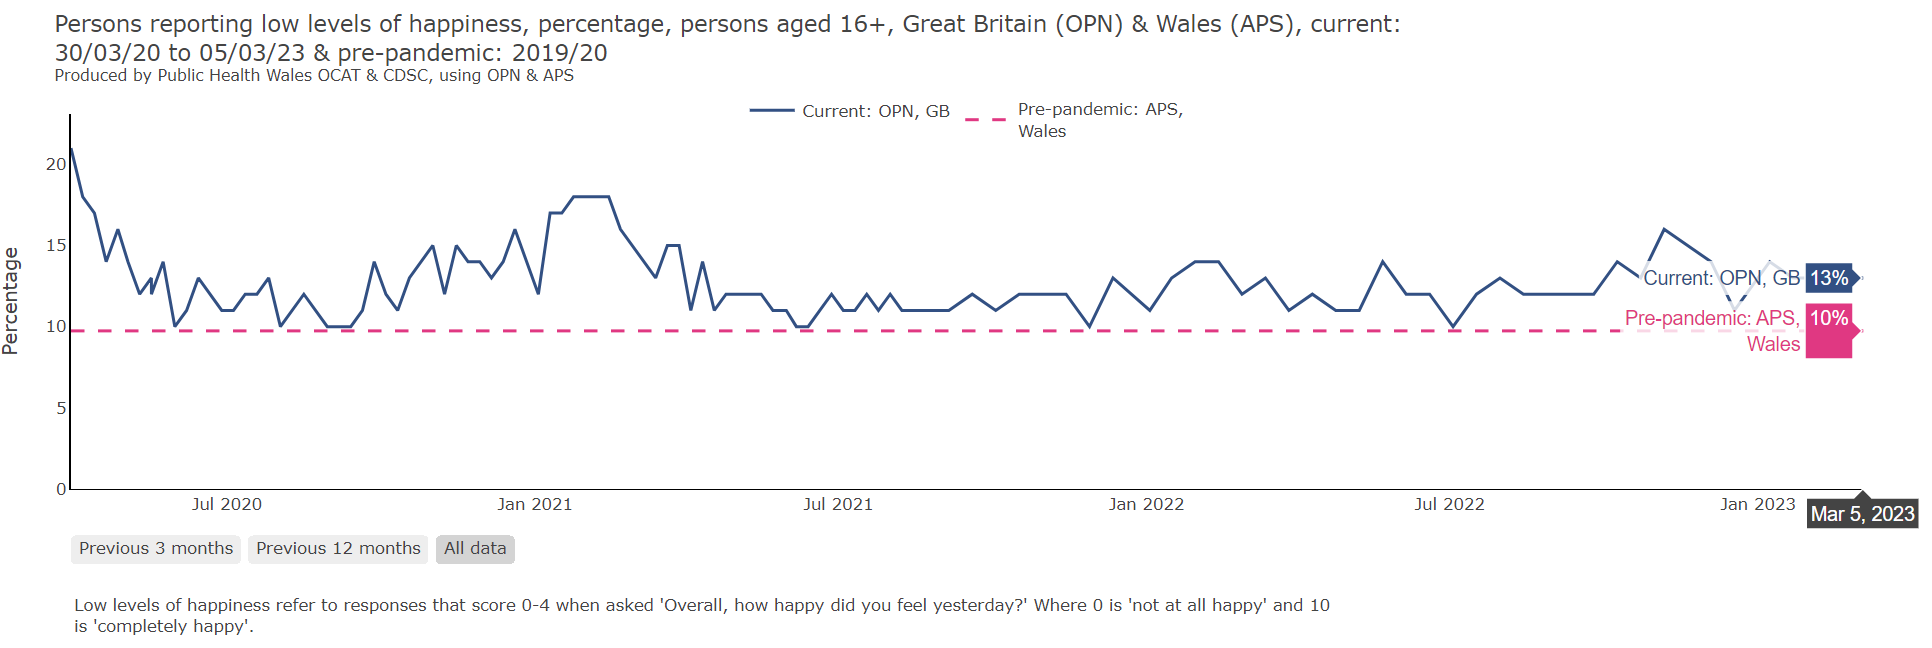 Persons reporting low levels of happiness, percentage, persons aged 16+, Great Britain (OPN) & Wales (APS), current:
30/03/20 to 05/03/23 & pre-pandemic: 2019/20
Produced by Public Health Wales OCAT & CDSC, using OPN & APS
Current: OPN, GB
Pre-pandemic: APS,
Wales
Percentage
20
15
10
5
0
Current: OPN, GB 13%
Pre-pandemic: APS, 10%
Wales
Jul 2020
Jan 2021
Jul 2021
Jan 2022
Jul 2022
Jan 2023
Mar 5, 2023
Previous 3 months
Previous 12 months
All data
Low levels of happiness refer to responses that score 0-4 when asked 'Overall, how happy did you feel yesterday?' Where 0 is 'not at all happy' and 10
is 'completely happy'.